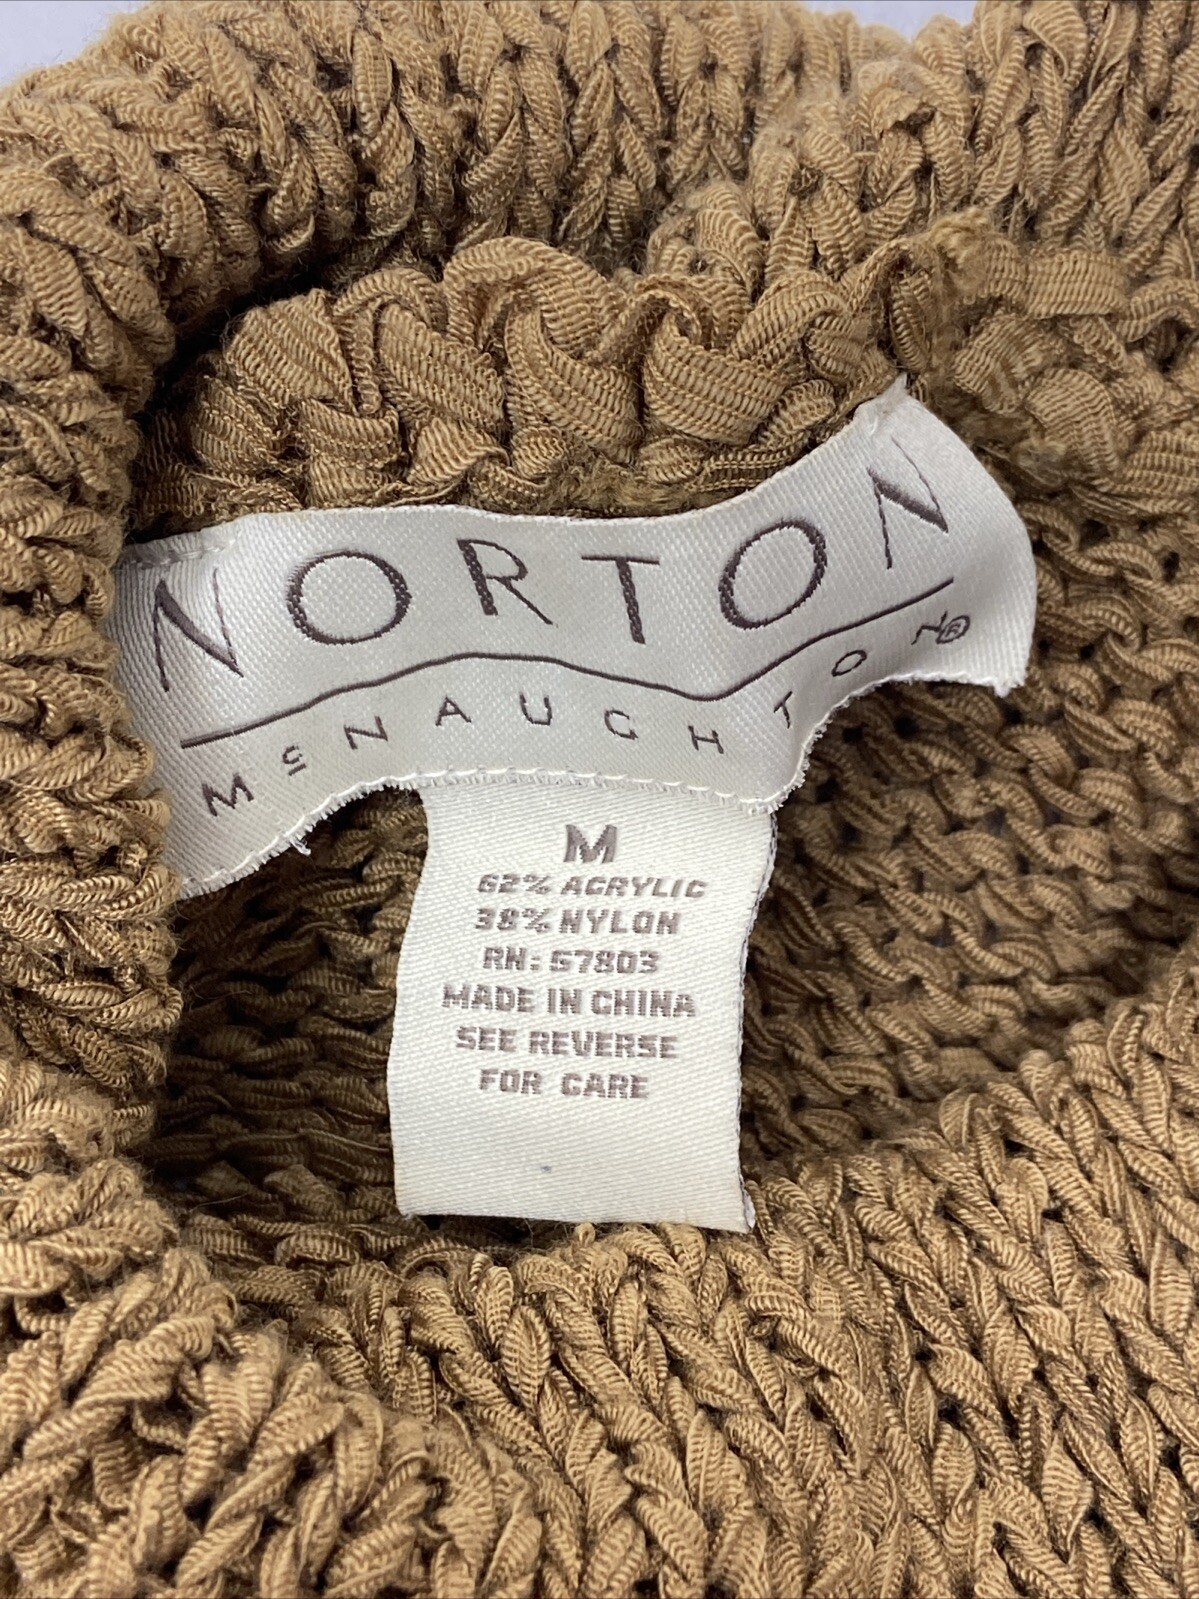 NORTON
McNAUGHTON®
M
62% ACRYLIC
38% NYLON
RN: 57803
MADE IN CHINA
SEE REVERSE
FOR CARE